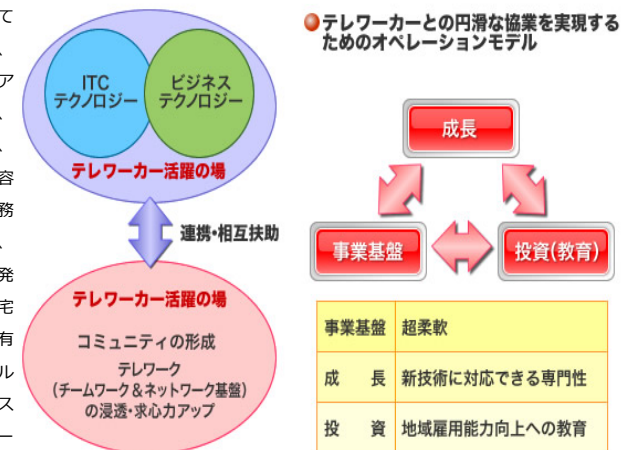 て
、
ア
、
、
容
務
、
発
宅
有
ル
ス
ー
ITC
テクノロジー
ビジネス
テクノロジー
テレワーカー活躍の場
連携・相互扶助
テレワーカー活躍の場
コミュニティの形成
テレワーク
(チームワーク＆ネットワーク基盤)
の浸透・求心力アップ
テレワーカーとの円滑な協業を実現する
ためのオペレーションモデル
成長
事業基盤
投資(教育)
事業基盤 超柔軟
成　長 新技術に対応できる専門性
投　資 地域雇用能力向上への教育